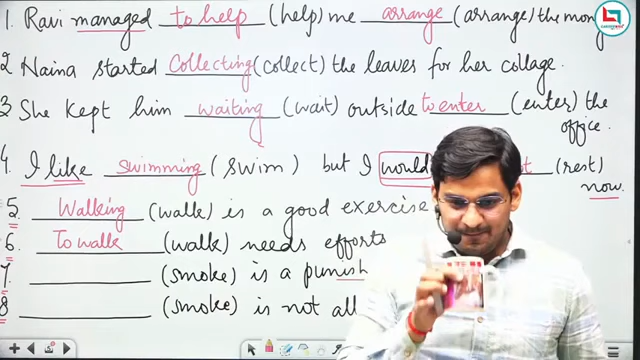 1. Ravi managed to help (help) me arrange (arrange) the mony
2 Naina started Collecting (collect) the leaves for her collage.
3 She kept him waiting (wait) outside to enter (enter) the office.
4. I like swimming (swim) but I would (rest) now.
5. Walking (walk) is a good exercise
6. To walk (walk) needs efforts
7. (smoke) is a punish
8 (smoke) is not all